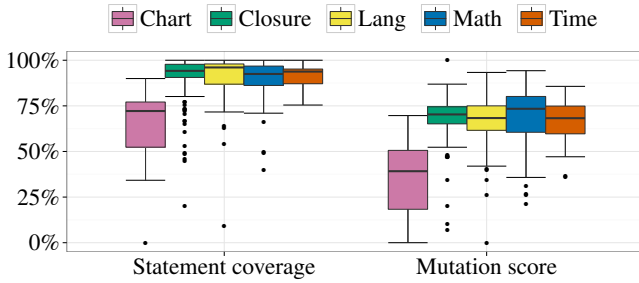 Chart Closure Lang Math Time
100%
75%
50%
25%
0%
Statement coverage Mutation score